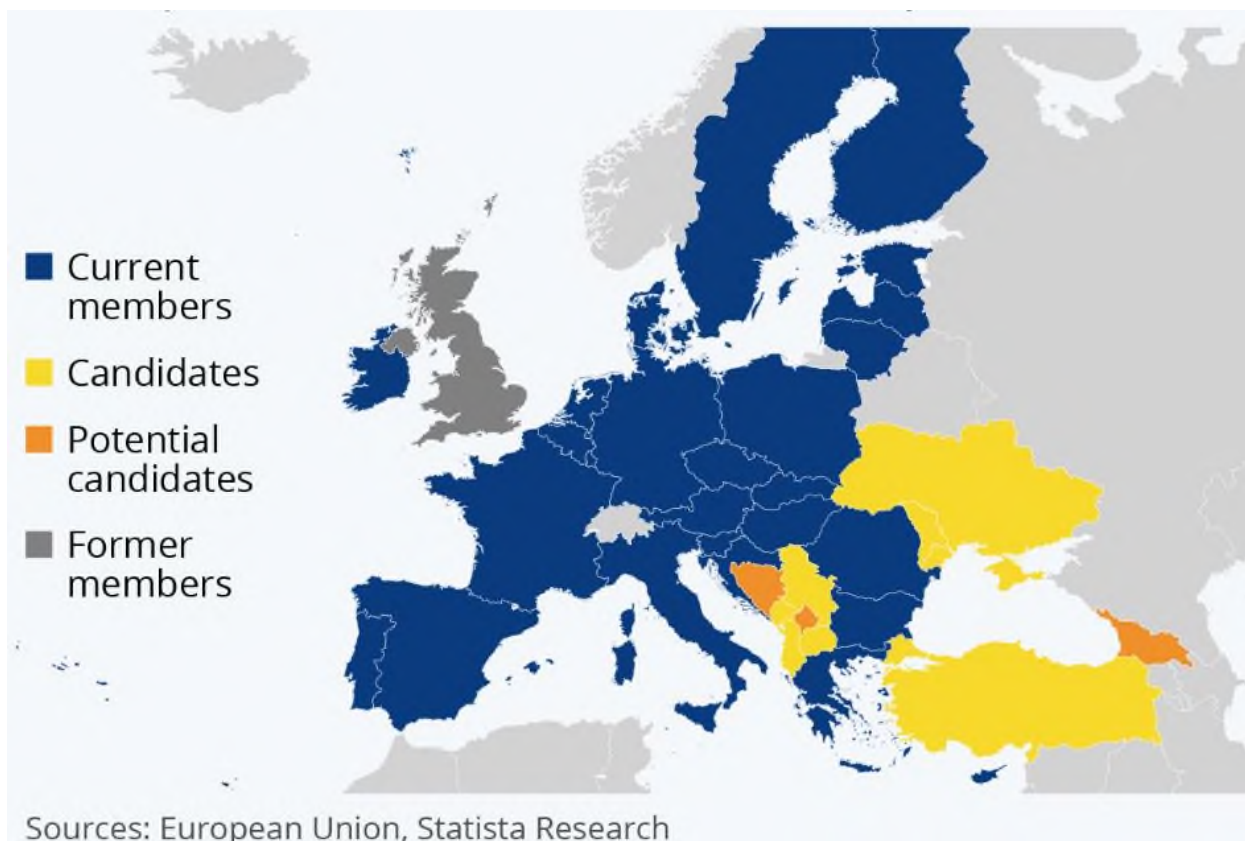 Current
members
Candidates
Potential
candidates
Former
members
Sources: European Union, Statista Research